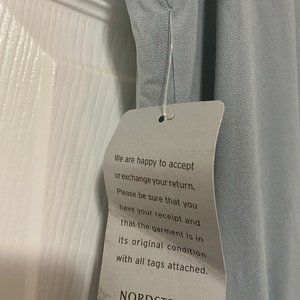 We are happy to accept
or exchange your return.
Please be sure that you
have your receipt and
that the garment is in
its original condition
with all tags attached.